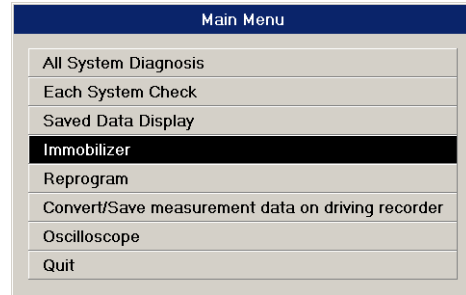 Main Menu
All System Diagnosis
Each System Check
Saved Data Display
Immobilizer
Reprogram
Convert/Save measurement data on driving recorder
Oscilloscope
Quit